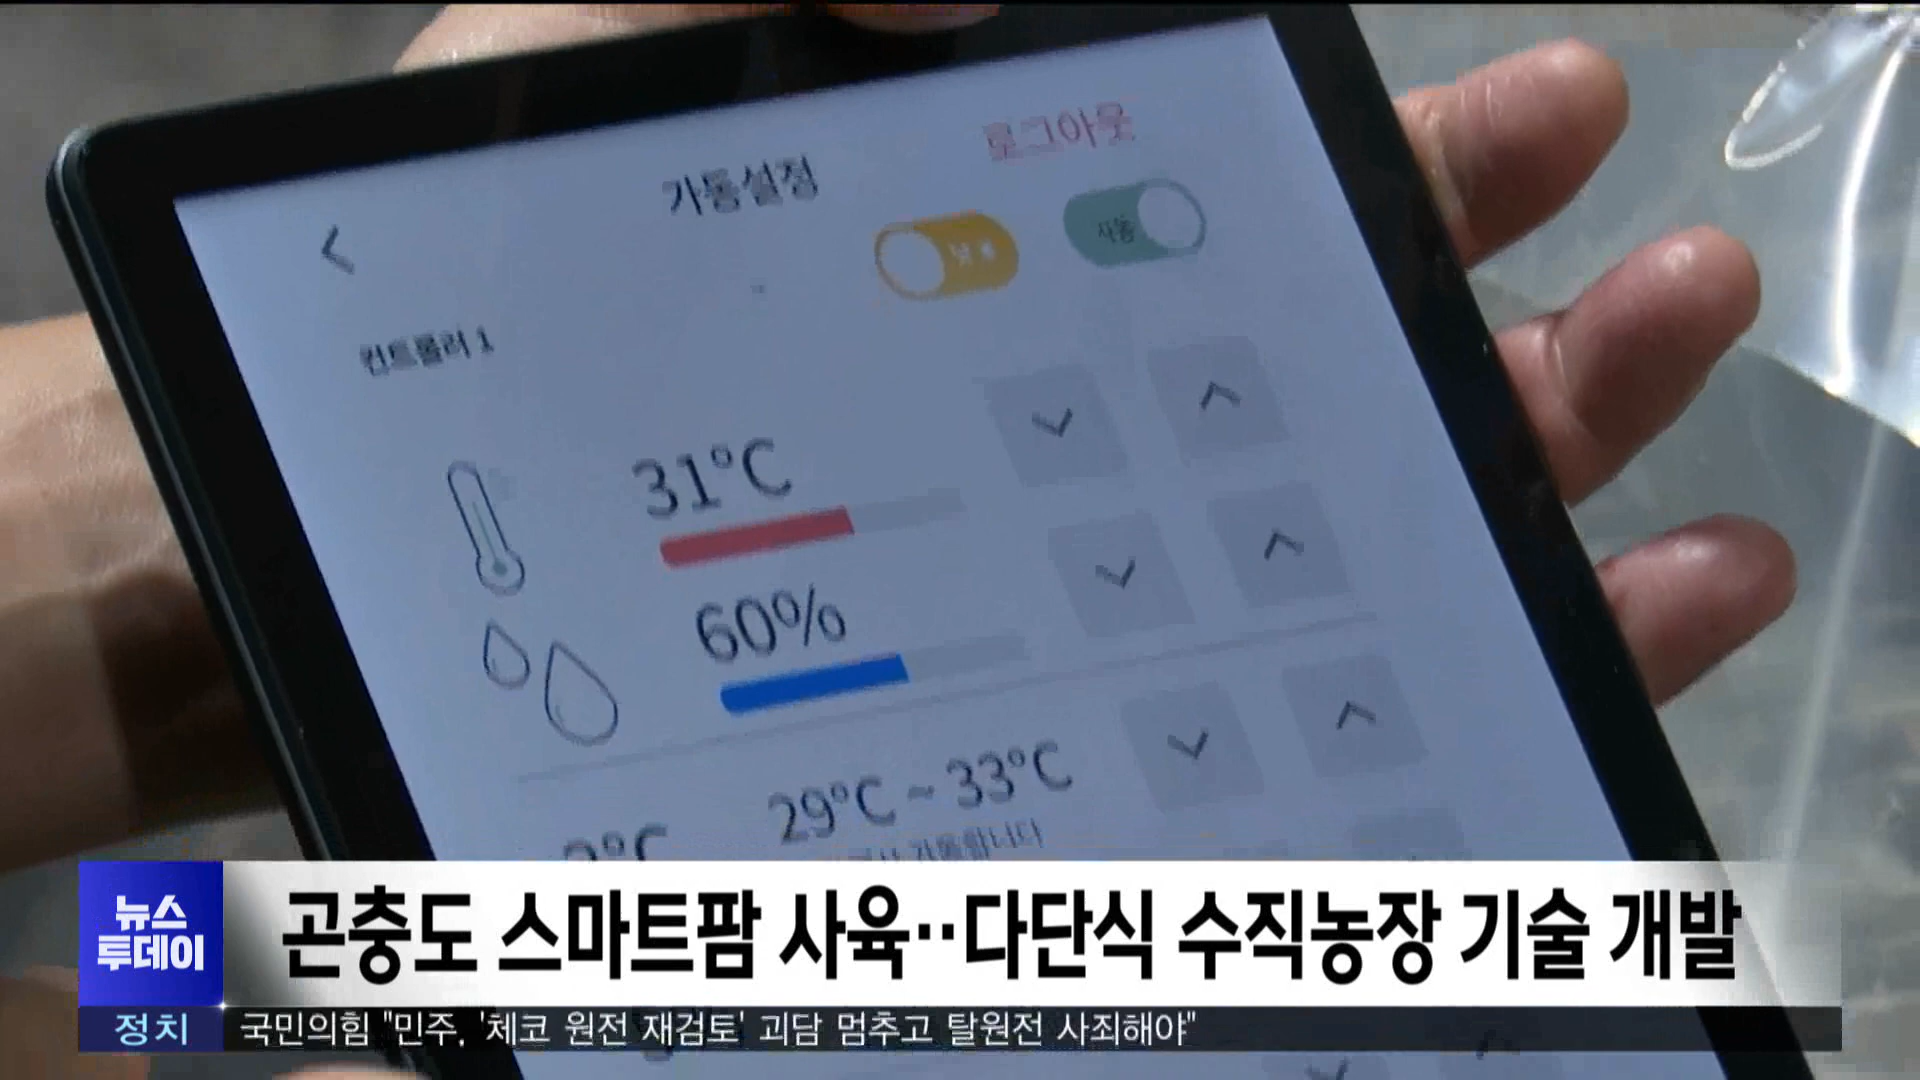 로그아웃
가동설정
자동
컨트롤러 1
31°C
60%
29°C ~ 33°C
뉴스
투데이
곤충도 스마트팜 사육··다단식 수직농장 기술 개발
정치
국민의힘 "민주, '체코 원전 재검토' 괴담 멈추고 탈원전 사죄해야"